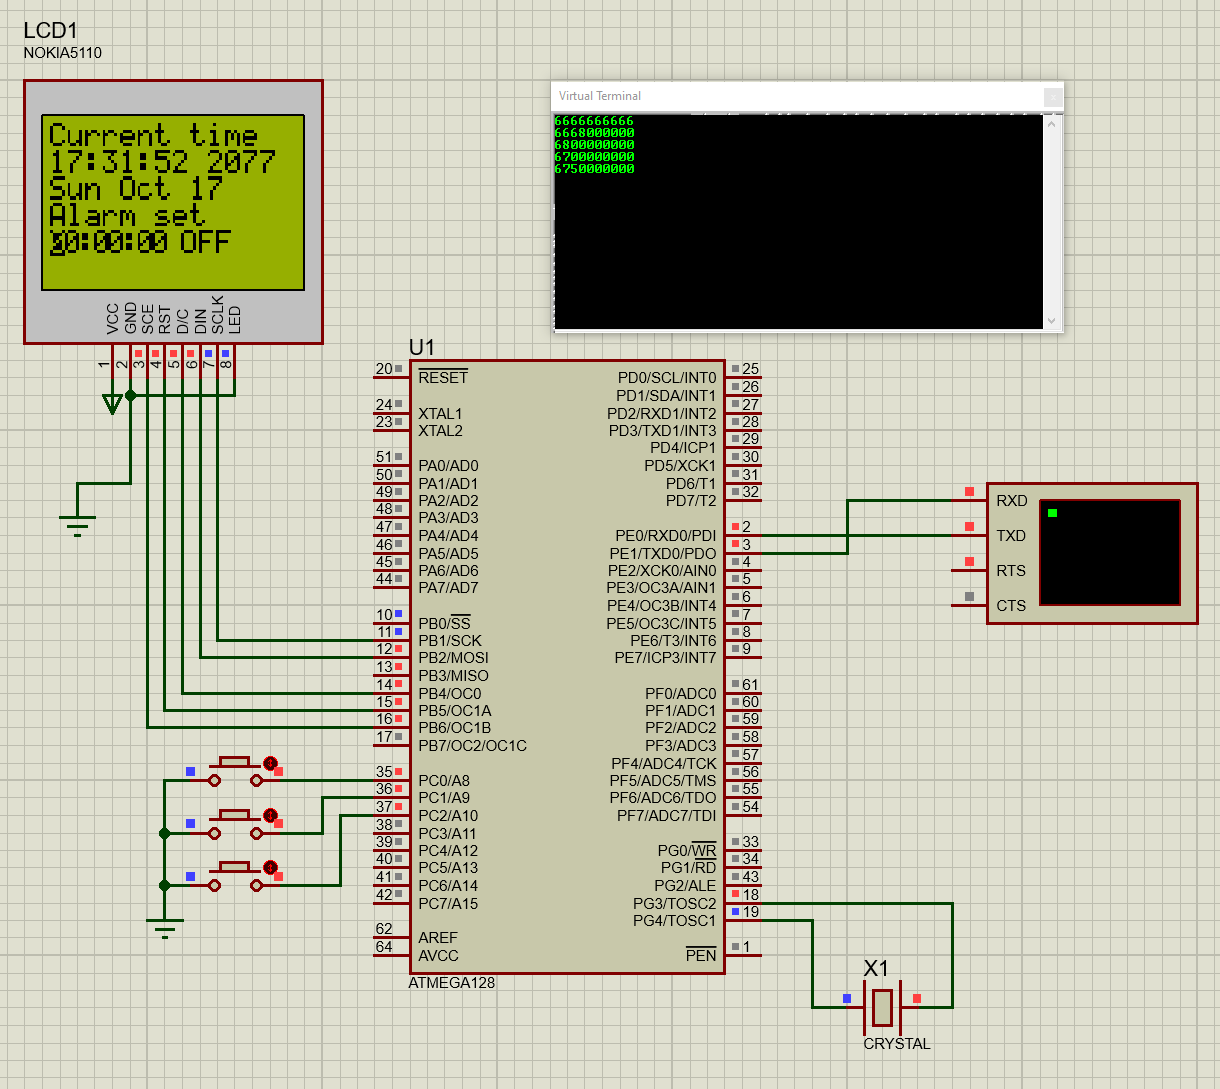 LCD1
NOKIA5110
Current time
17:31:52 2077
Sun Oct 17
Alarm set
00:00:00 OFF
VCC
GND
SCE
RST
D/C
DIN
SCLK
LED
1
2
3
4
5
6
7
8
Virtual Terminal
6666666666
6668000000
6800000000
6700000000
6750000000
U1
20 RESET
24 XTAL1
23 XTAL2
51 PA0/AD0
50 PA1/AD1
49 PA2/AD2
48 PA3/AD3
47 PA4/AD4
46 PA5/AD5
45 PA6/AD6
44 PA7/AD7
10 PB0/SS
11 PB1/SCK
12 PB2/MOSI
13 PB3/MISO
14 PB4/OC0
15 PB5/OC1A
16 PB6/OC1B
17 PB7/OC2/OC1C
35 PC0/A8
36 PC1/A9
37 PC2/A10
38 PC3/A11
39 PC4/A12
40 PC5/A13
41 PC6/A14
42 PC7/A15
62 AREF
64 AVCC
PD0/SCL/INT0 25
PD1/SDA/INT1 26
PD2/RXD1/INT2 27
PD3/TXD1/INT3 28
PD4/ICP1 29
PD5/XCK1 30
PD6/T1 31
PD7/T2 32
PE0/RXD0/PDI 2
PE1/TXD0/PDO 3
PE2/XCK0/AIN0 4
PE3/OC3A/AIN1 5
PE4/OC3B/INT4 6
PE5/OC3C/INT5 7
PE6/T3/INT6 8
PE7/ICP3/INT7 9
PF0/ADC0 61
PF1/ADC1 60
PF2/ADC2 59
PF3/ADC3 58
PF4/ADC4/TCK 57
PF5/ADC5/TMS 56
PF6/ADC6/TDO 55
PF7/ADC7/TDI 54
PG0/WR 33
PG1/RD 34
PG2/ALE 43
PG3/TOSC2 18
PG4/TOSC1 19
PEN 1
ATMEGA128
RXD
TXD
RTS
CTS
X1
CRYSTAL